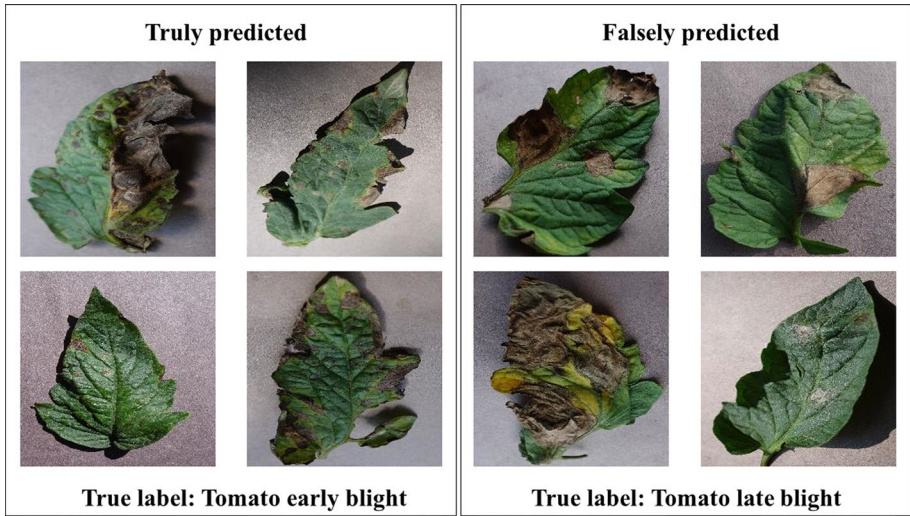 Truly predicted
Falsely predicted
True label: Tomato early blight
True label: Tomato late blight